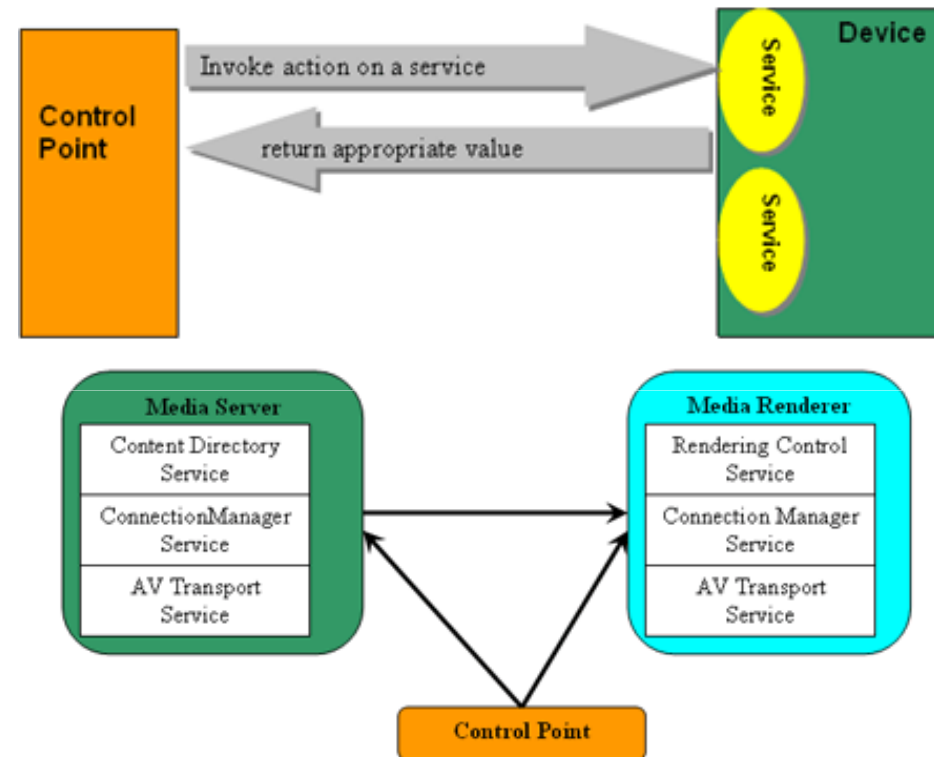 Device
Service
Invoke action on a service
Control
Point
return appropriate value
Service
Media Server
Content Directory
Service
ConnectionManager
Service
AV Transport
Service
Media Renderer
Rendering Control
Service
Connection Manager
Service
AV Transport
Service
Control Point